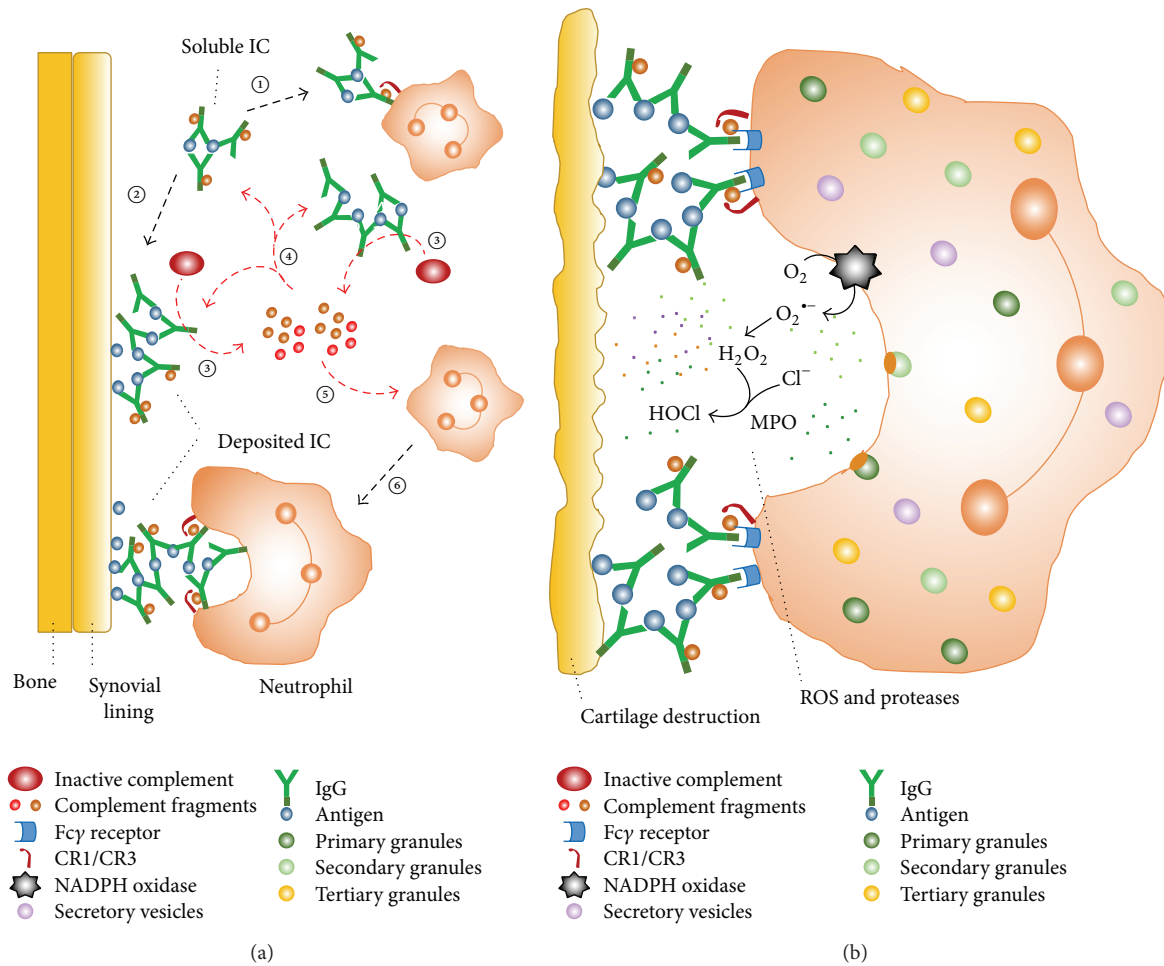 Soluble IC
①
②
③
④
③
⑤
Deposited IC
⑥
Bone
Synovial
lining
Neutrophil
Inactive complement
Complement fragments
Fcγ receptor
CR1/CR3
NADPH oxidase
Secretory vesicles
IgG
Antigen
Primary granules
Secondary granules
Tertiary granules
(a)
O₂
O₂•−
H₂O₂
Cl−
HOCl
MPO
ROS and proteases
Cartilage destruction
Inactive complement
Complement fragments
Fcγ receptor
CR1/CR3
NADPH oxidase
Secretory vesicles
IgG
Antigen
Primary granules
Secondary granules
Tertiary granules
(b)